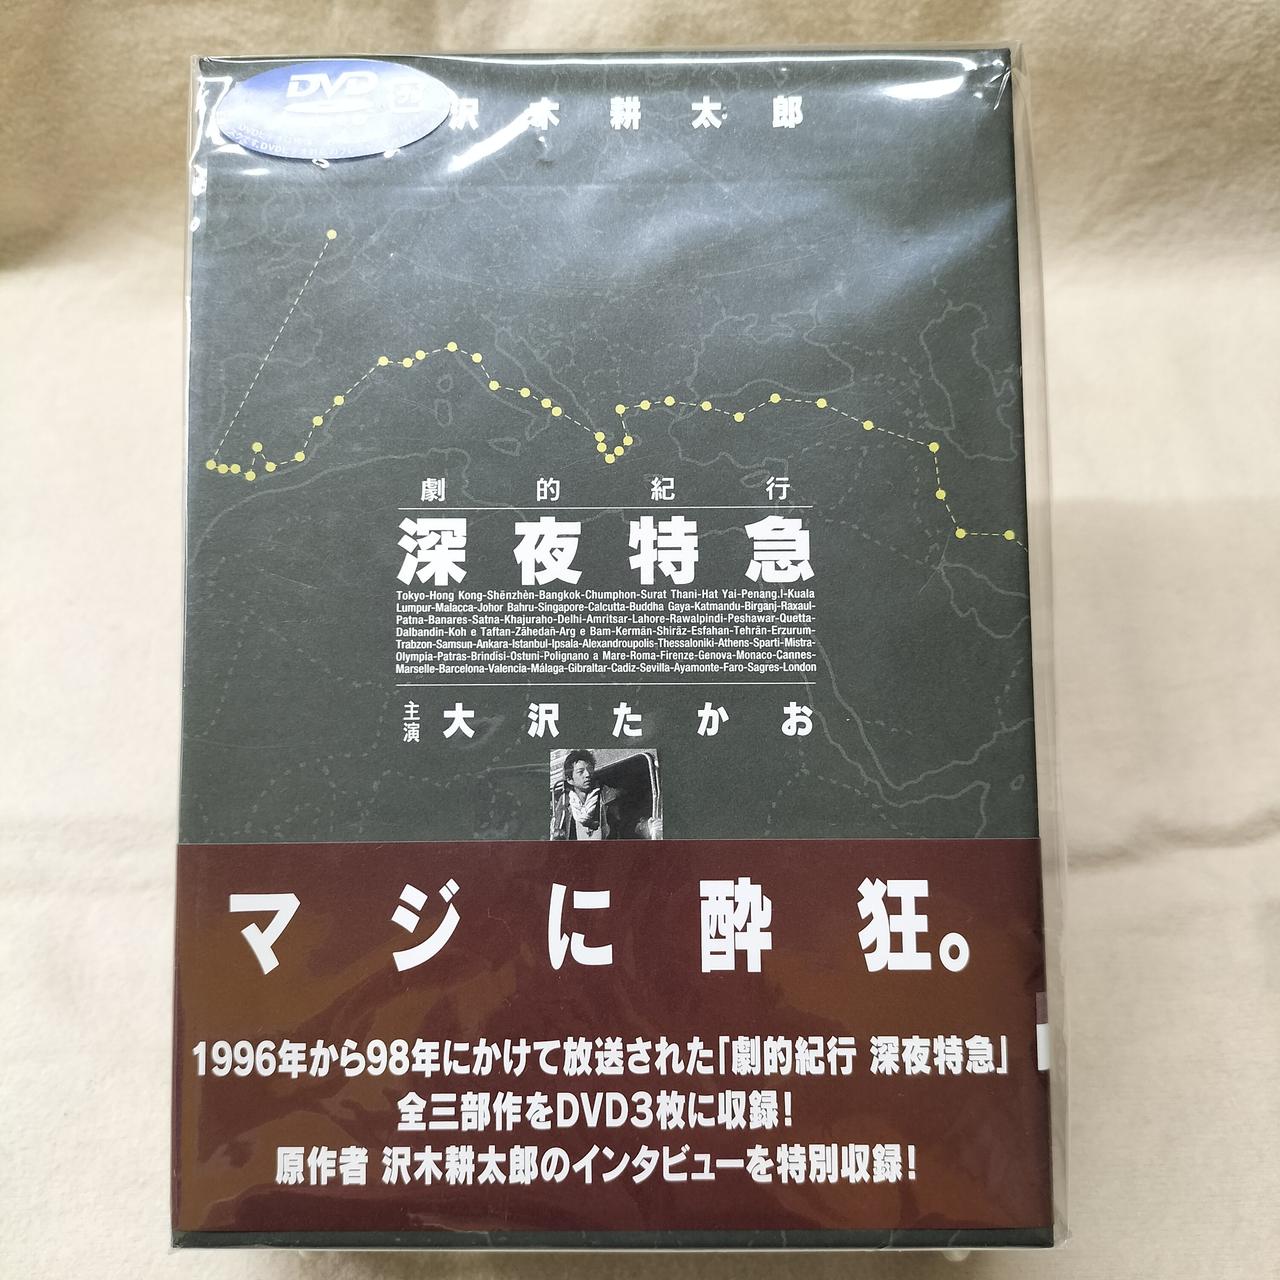 DVD
沢木耕太郎
劇的紀行
深夜特急
Tokyo-Hong Kong-Shēnzhèn-Bangkok-Chumphon-Surat Thani-Hat Yai-Penang.I-Kuala
Lumpur-Malacca-Johor Bahru-Singapore-Calcutta-Buddha Gaya-Katmandu-Birganj-Raxaul-
Patna-Banares-Satna-Khajuraho-Delhi-Amritsar-Lahore-Rawalpindi-Peshawar-Quetta-
Dalbandin-Koh e Taftan-Zāhedān-Arg e Bam-Kermān-Shirāz-Esfahan-Tehrān-Erzurum-
Trabzon-Samsun-Ankara-Istanbul-Ipsala-Alexandroupolis-Thessaloniki-Athens-Sparti-Mistra-
Olympia-Patras-Brindisi-Ostuni-Polignano a Mare-Roma-Firenze-Genova-Monaco-Cannes-
Marselle-Barcelona-Valencia-Málaga-Gibraltar-Cadiz-Sevilla-Ayamonte-Faro-Sagres-London
主演 大沢たかお
マジに酔狂。
1996年から98年にかけて放送された「劇的紀行 深夜特急」
全三部作をDVD3枚に収録!
原作者 沢木耕太郎のインタビューを特別収録!